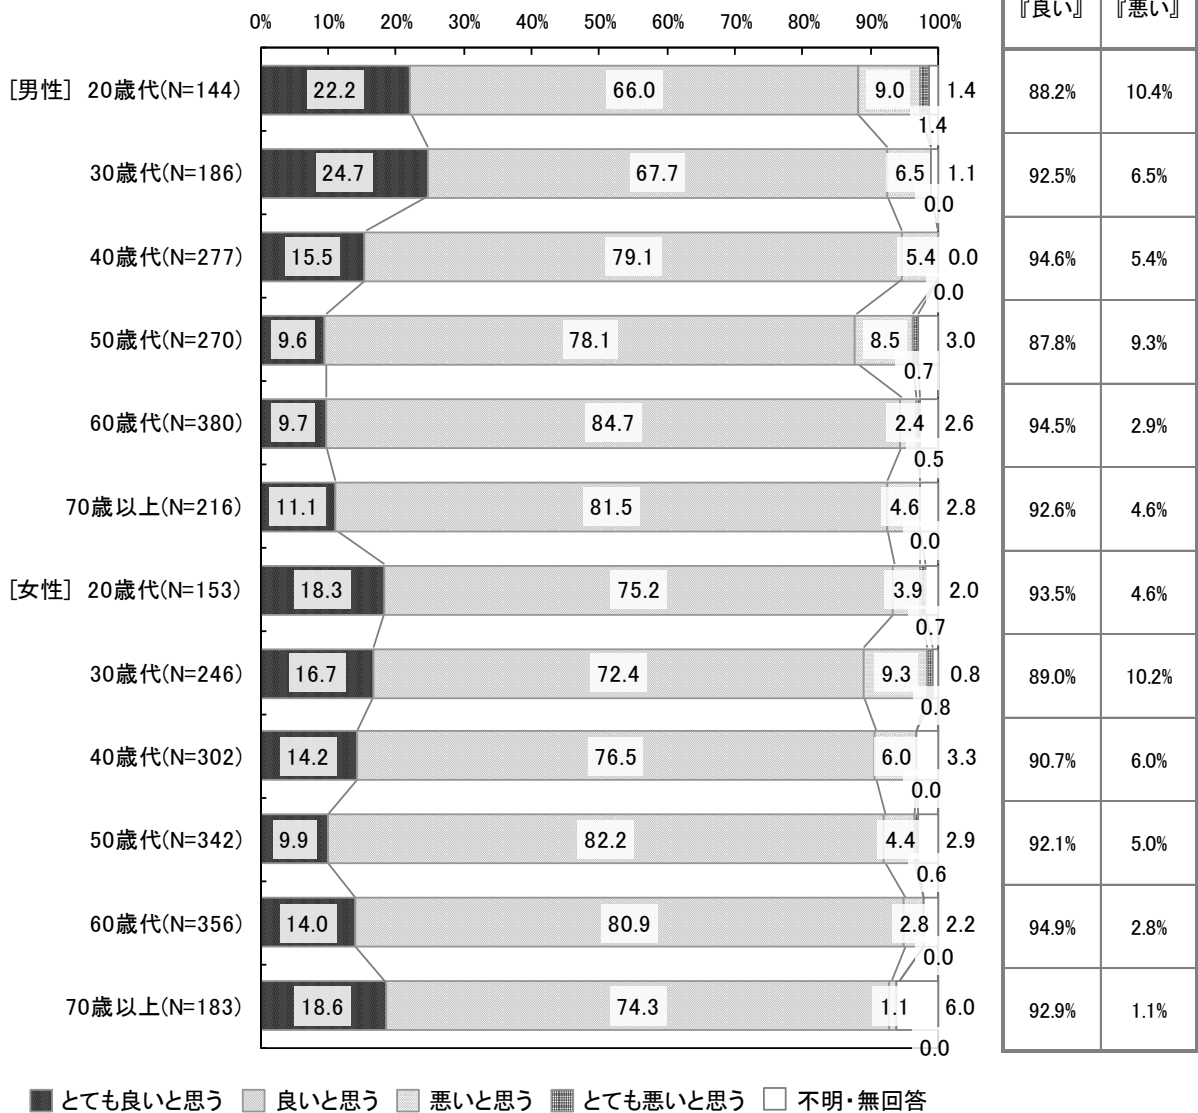 0% 10% 20% 30% 40% 50% 60% 70% 80% 90% 100% 『良い』 『悪い』
[男性] 20歳代(N=144) 22.2 66.0 9.0 1.4 88.2% 10.4%
1.4
30歳代(N=186) 24.7 67.7 6.5 1.1 92.5% 6.5%
0.0
40歳代(N=277) 15.5 79.1 5.4 0.0 94.6% 5.4%
0.0
50歳代(N=270) 9.6 78.1 8.5 3.0 87.8% 9.3%
0.7
60歳代(N=380) 9.7 84.7 2.4 2.6 94.5% 2.9%
0.5
70歳以上(N=216) 11.1 81.5 4.6 2.8 92.6% 4.6%
0.0
[女性] 20歳代(N=153) 18.3 75.2 3.9 2.0 93.5% 4.6%
0.7
30歳代(N=246) 16.7 72.4 9.3 0.8 89.0% 10.2%
0.8
40歳代(N=302) 14.2 76.5 6.0 3.3 90.7% 6.0%
0.0
50歳代(N=342) 9.9 82.2 4.4 2.9 92.1% 5.0%
0.6
60歳代(N=356) 14.0 80.9 2.8 2.2 94.9% 2.8%
0.0
70歳以上(N=183) 18.6 74.3 1.1 6.0 92.9% 1.1%
0.0
とても良いと思う 良いと思う 悪いと思う とても悪いと思う 不明・無回答